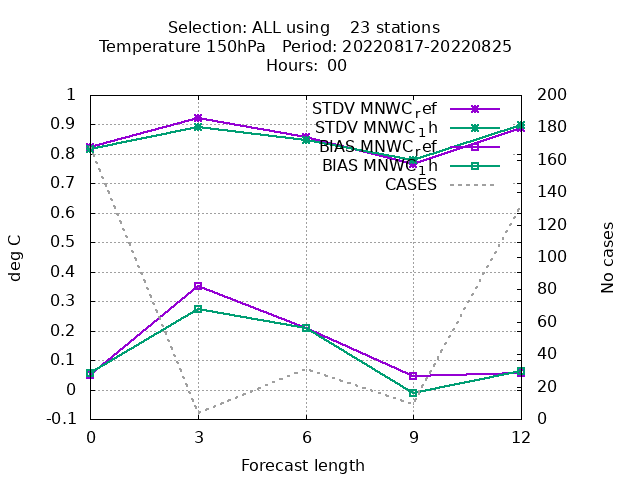 Selection: ALL using    23 stations
Temperature 150hPa   Period: 20220817-20220825
Hours: 00
STDV MNWC_ref
STDV MNWC_1h
BIAS MNWC_ref
BIAS MNWC_1h
CASES
1
0.9
0.8
0.7
0.6
0.5
0.4
0.3
0.2
0.1
0
-0.1
deg C
200
180
160
140
120
100
80
60
40
20
0
No cases
0 3 6 9 12
Forecast length